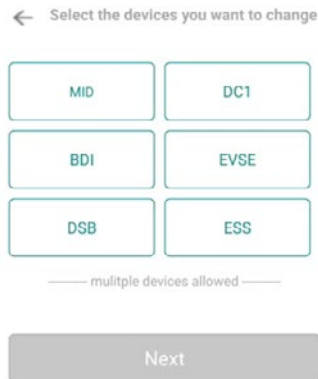 Select the devices you want to change
MID DC1
BDI EVSE
DSB ESS
mulitple devices allowed
Next